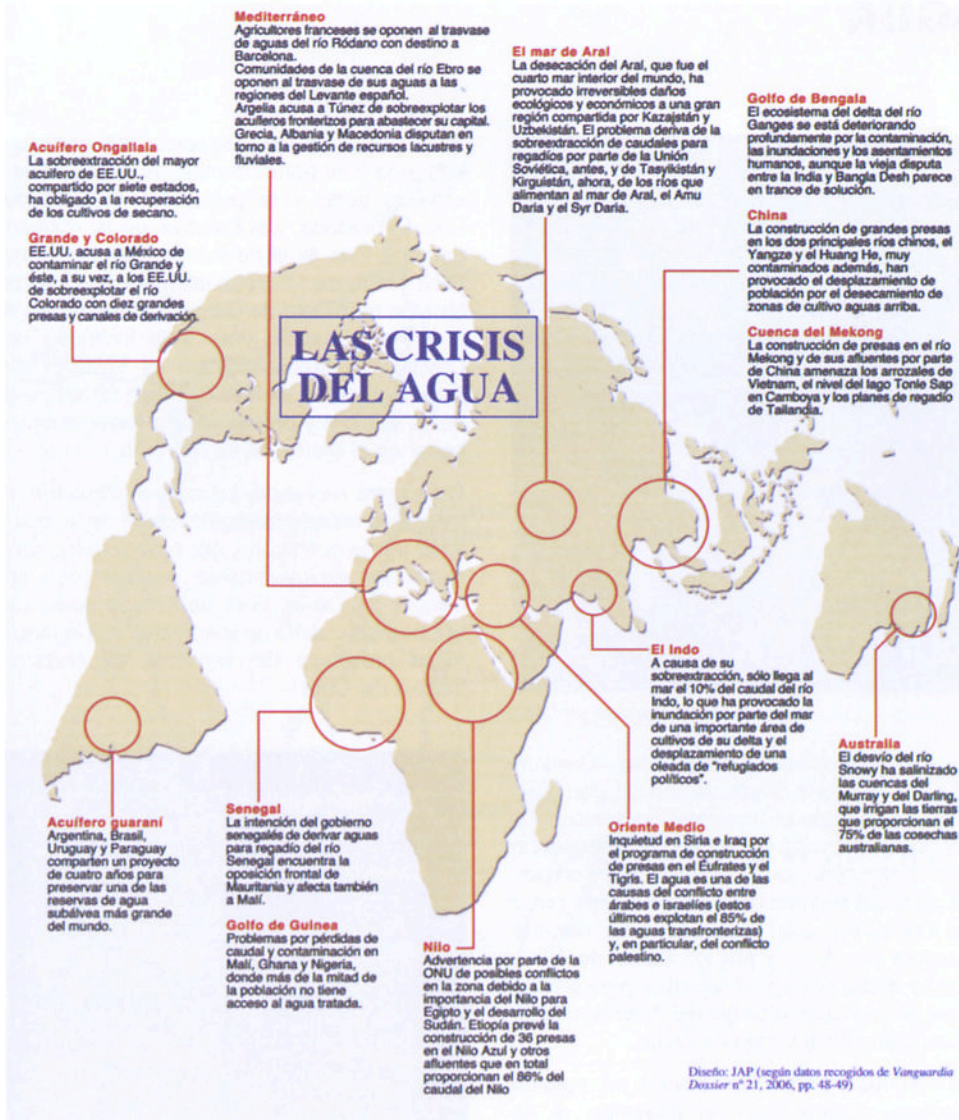 Mediterráneo
Agricultores franceses se oponen al trasvase
de aguas del río Ródano con destino a
Barcelona.
Comunidades de la cuenca del río Ebro se
oponen al trasvase de sus aguas a las
regiones del Levante español.
Argelia acusa a Túnez de sobreexplotar los
acuíferos fronterizos para abastecer su capital.
Grecia, Albania y Macedonia disputan en
torno a la gestión de recursos lacustres y
fluviales.
El mar de Aral
La desecación del Aral, que fue el
cuarto mar interior del mundo, ha
provocado irreversibles daños
ecológicos y económicos a una gran
región compartida por Kazajstán y
Uzbekistán. El problema deriva de la
sobreextracción de caudales para
regadíos por parte de la Unión
Soviética, antes, y de Tasyikistán y
Kirguistán, ahora, de los ríos que
alimentan al mar de Aral, el Amu
Daria y el Syr Daria.
Golfo de Bengala
El ecosistema del delta del río
Ganges se está deteriorando
profundamente por la contaminación,
las inundaciones y los asentamientos
humanos, aunque la vieja disputa
entre la India y Bangla Desh parece
en trance de solución.
China
La construcción de grandes presas
en los dos principales ríos chinos, el
Yangze y el Huang He, muy
contaminados además, han
provocado el desplazamiento de
población por el desecamiento de
zonas de cultivo aguas arriba.
Cuenca del Mekong
La construcción de presas en el río
Mekong y de sus afluentes por parte
de China amenaza los arrozales de
Vietnam, el nivel del lago Tonle Sap
en Camboya y los planes de regadío
de Tailandia.
Acuífero Ongallala
La sobreextracción del mayor
acuífero de EE.UU.,
compartido por siete estados,
ha obligado a la recuperación
de los cultivos de secano.
Grande y Colorado
EE.UU. acusa a México de
contaminar el río Grande y
éste, a su vez, a los EE.UU.
de sobreexplotar el río
Colorado con diez grandes
presas y canales de derivación.
LAS CRISIS
DEL AGUA
El Indo
A causa de su
sobreextracción, sólo llega al
mar el 10% del caudal del río
Indo, lo que ha provocado la
inundación por parte del mar
de una importante área de
cultivos de su delta y el
desplazamiento de una
oleada de "refugiados
políticos".
Australia
El desvío del río
Snowy ha salinizado
las cuencas del
Murray y del Darling,
que irrigan las tierras
que proporcionan el
75% de las cosechas
australianas.
Acuífero guaraní
Argentina, Brasil,
Uruguay y Paraguay
comparten un proyecto
de cuatro años para
preservar una de las
reservas de agua
subálvea más grande
del mundo.
Senegal
La intención del gobierno
senegalés de derivar aguas
para regadío del río
Senegal encuentra la
oposición frontal de
Mauritania y afecta también
a Malí.
Golfo de Guinea
Problemas por pérdidas de
caudal y contaminación en
Malí, Ghana y Nigeria,
donde más de la mitad de
la población no tiene
acceso al agua tratada.
Nilo
Advertencia por parte de la
ONU de posibles conflictos
en la zona debido a la
importancia del Nilo para
Egipto y el desarrollo del
Sudán. Etiopía prevé la
construcción de 36 presas
en el Nilo Azul y otros
afluentes que en total
proporcionan el 86% del
caudal del Nilo
Oriente Medio
Inquietud en Siria e Iraq por
el programa de construcción
de presas en el Eufrates y el
Tigris. El agua es una de las
causas del conflicto entre
árabes e israelíes (estos
últimos explotan el 85% de
las aguas transfronterizas)
y, en particular, del conflicto
palestino.
Diseño: JAP (según datos recogidos de Vanguardia
Dossier nº 21, 2006, pp. 48-49)